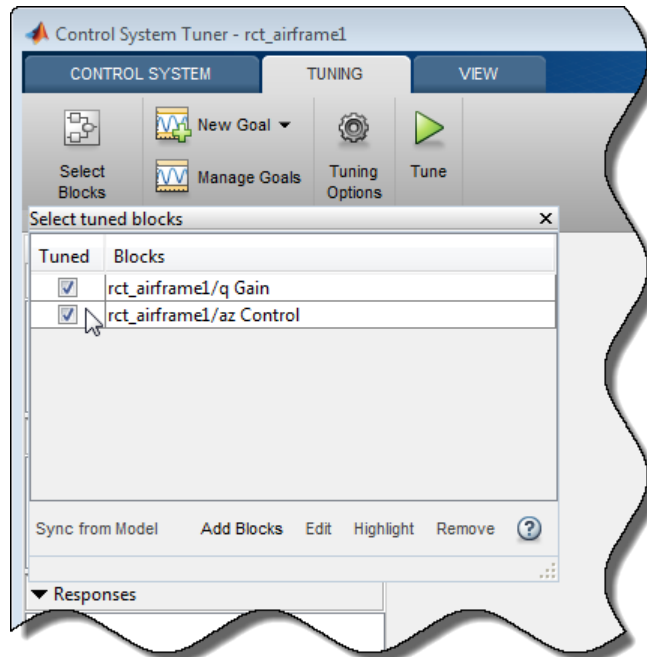 Control System Tuner - rct_airframe1
CONTROL SYSTEM TUNING VIEW
Select Blocks
New Goal
Manage Goals
Tuning Options
Tune
Select tuned blocks
Tuned Blocks
rct_airframe1/q Gain
rct_airframe1/az Control
Sync from Model Add Blocks Edit Highlight Remove ?
Responses